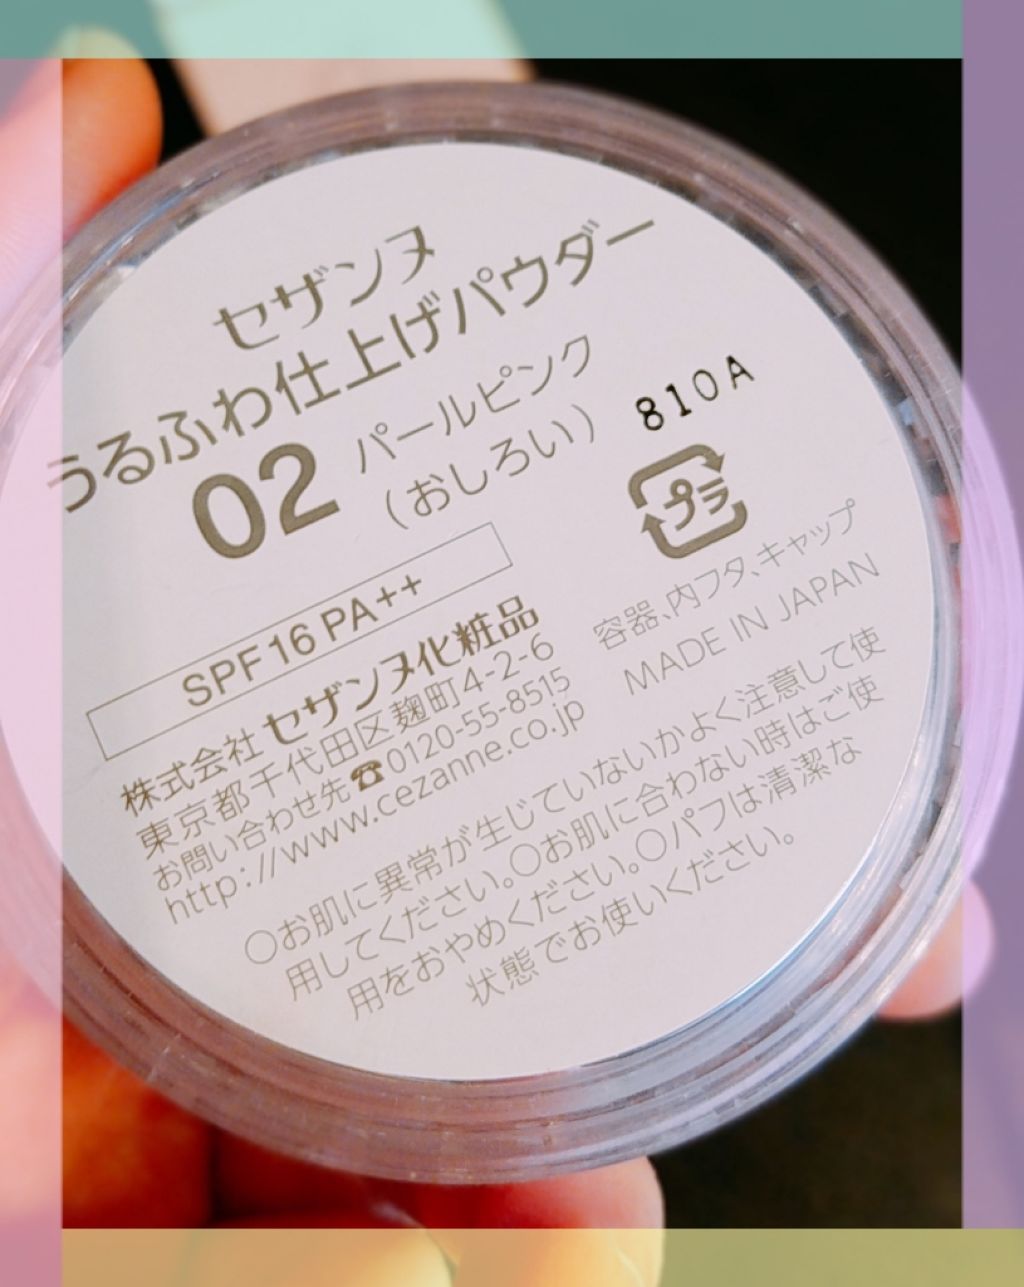 セザンヌ
うるふわ仕上げパウダー
02 パールピンク
(おしろい)
810A
プラ
SPF16 PA++
容器、内フタ、キャップ
MADE IN JAPAN
株式会社セザンヌ化粧品
東京都千代田区麹町4-2-6
お問い合わせ先☎0120-55-8515
http://www.cezanne.co.jp
○お肌に異常が生じていないかよく注意して使
用してください。○お肌に合わない時はご使
用をおやめください。○パフは清潔な
状態でお使いください。